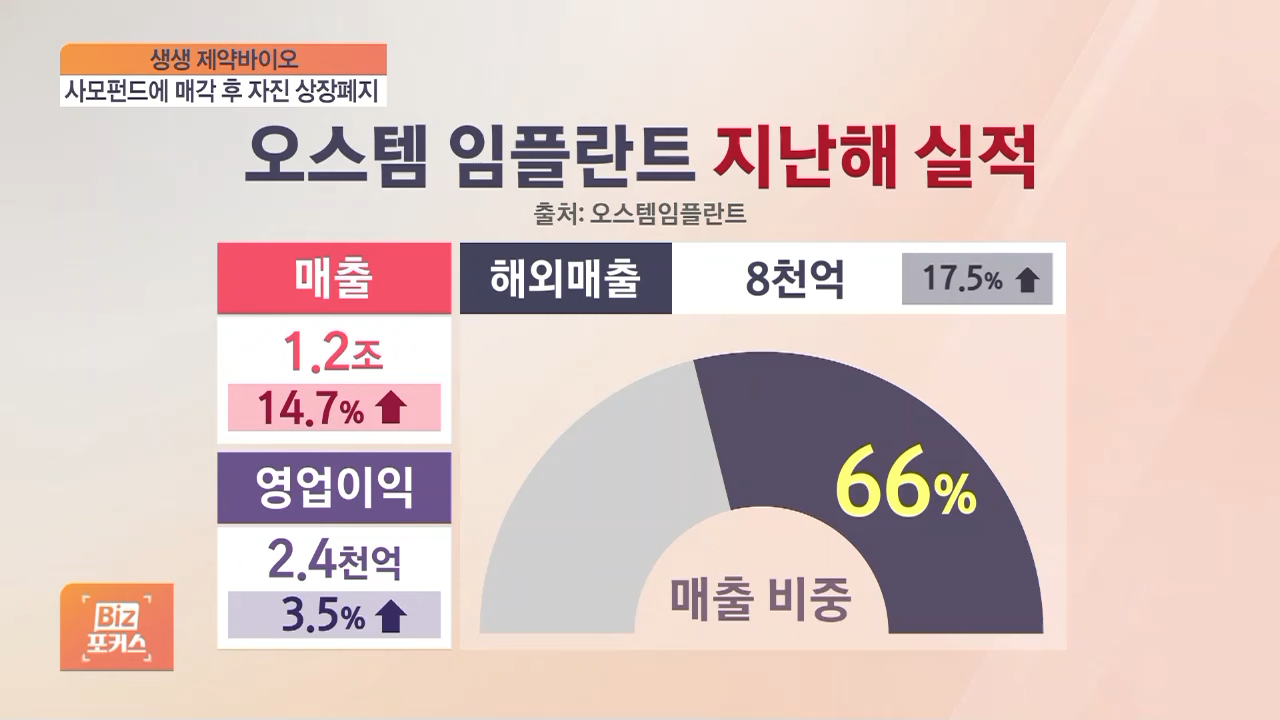 생생 제약바이오
사모펀드에 매각 후 자진 상장폐지
오스템 임플란트 지난해 실적
출처: 오스템임플란트
매출
1.2조
14.7%
영업이익
2.4천억
3.5%
해외매출 8천억 17.5%
66%
매출 비중
Biz
포커스